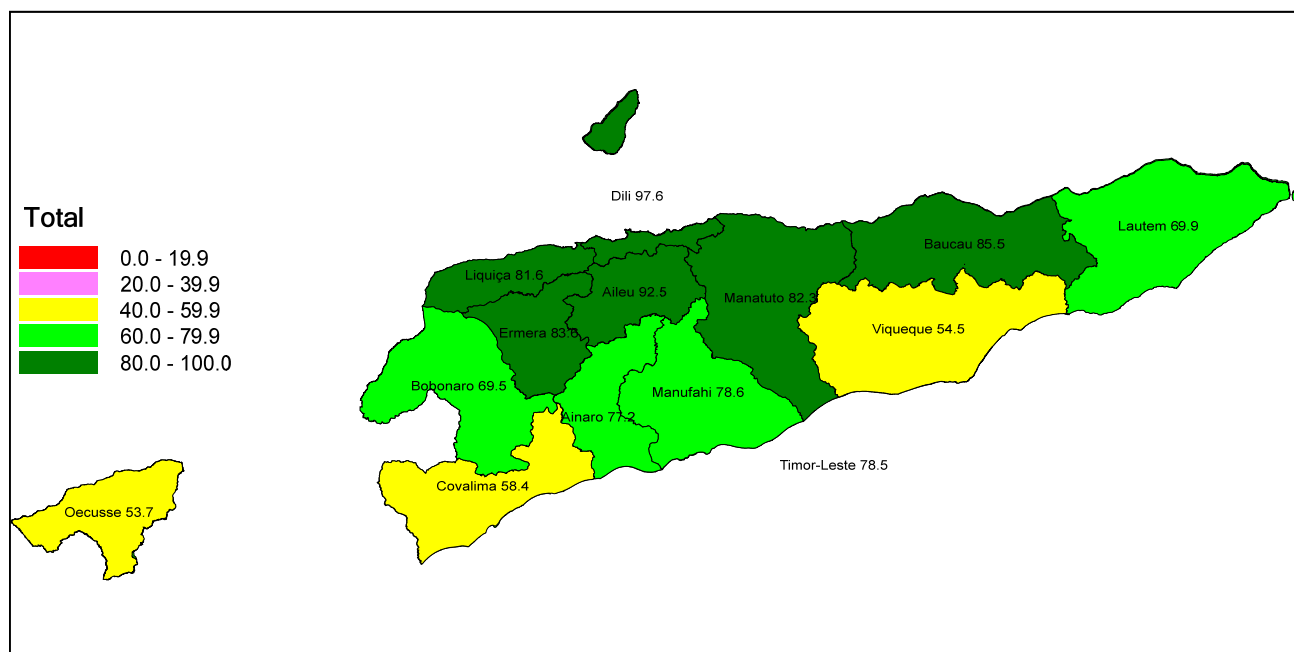 Dili 97.6
Total
0.0 - 19.9
20.0 - 39.9
40.0 - 59.9
60.0 - 79.9
80.0 - 100.0
Lautem 69.9
Baucau 85.5
Liquiça 81.6
Aileu 92.5
Manatuto 82.3
Ermera 83.6
Viqueque 54.5
Bobonaro 69.5
Manufahi 78.6
Ainaro 77.2
Timor-Leste 78.5
Covalima 58.4
Oecusse 53.7